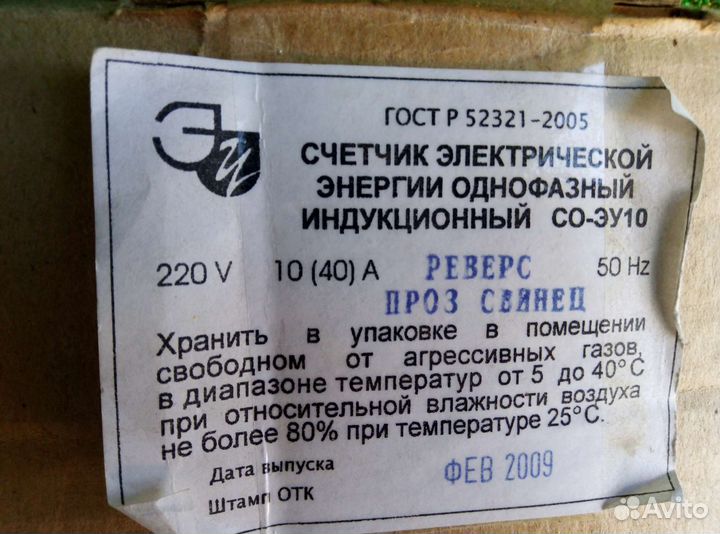 ЭУ
ГОСТ Р 52321-2005
СЧЕТЧИК ЭЛЕКТРИЧЕСКОЙ
ЭНЕРГИИ ОДНОФАЗНЫЙ
ИНДУКЦИОННЫЙ СО-ЭУ10
220 V 10 (40) А РЕВЕРС 50 Hz
ПРОЗ СВИНЕЦ
Хранить в упаковке в помещении
свободном от агрессивных газов,
в диапазоне температур от 5 до 40°С
при относительной влажности воздуха
не более 80% при температуре 25°С.
Дата выпуска ФЕВ 2009
Штамп ОТК
Avito